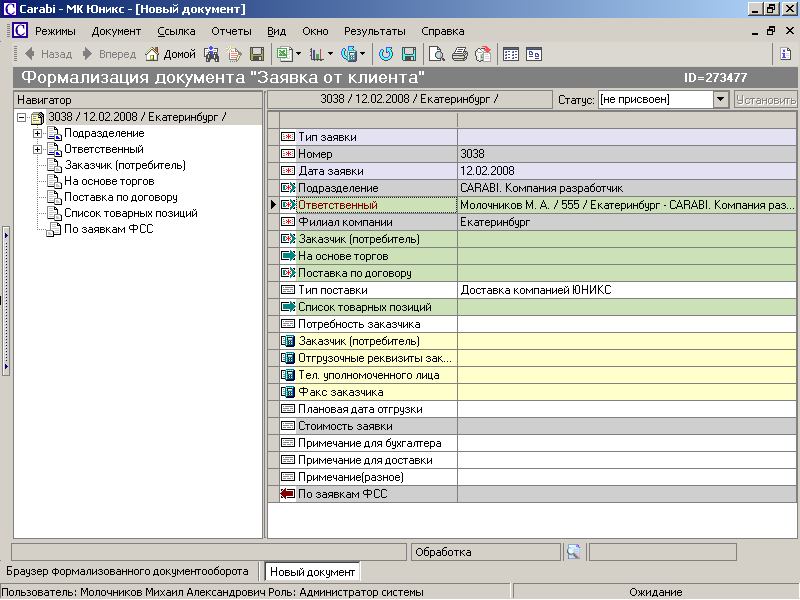 Carabi - МК Юникс - [Новый документ]
Режимы Документ Ссылка Отчеты Вид Окно Результаты Справка
Назад Вперед Домой
Формализация документа "Заявка от клиента" ID=273477
Навигатор
3038 / 12.02.2008 / Екатеринбург /
Подразделение
Ответственный
Заказчик (потребитель)
На основе торгов
Поставка по договору
Список товарных позиций
По заявкам ФСС
3038 / 12.02.2008 / Екатеринбург / Статус: [не присвоен] Установить
Тип заявки
Номер 3038
Дата заявки 12.02.2008
Подразделение CARABI. Компания разработчик
Ответственный Молочников М. А. / 555 / Екатеринбург - CARABI. Компания раз...
Филиал компании Екатеринбург
Заказчик (потребитель)
На основе торгов
Поставка по договору
Тип поставки Доставка компанией ЮНИКС
Список товарных позиций
Потребность заказчика
Заказчик (потребитель)
Отгрузочные реквизиты зак...
Тел. уполномоченного лица
Факс заказчика
Плановая дата отгрузки
Стоимость заявки
Примечание для бухгалтера
Примечание для доставки
Примечание(разное)
По заявкам ФСС
Обработка
Браузер формализованного документооборота Новый документ
Пользователь: Молочников Михаил Александрович Роль: Администратор системы Ожидание